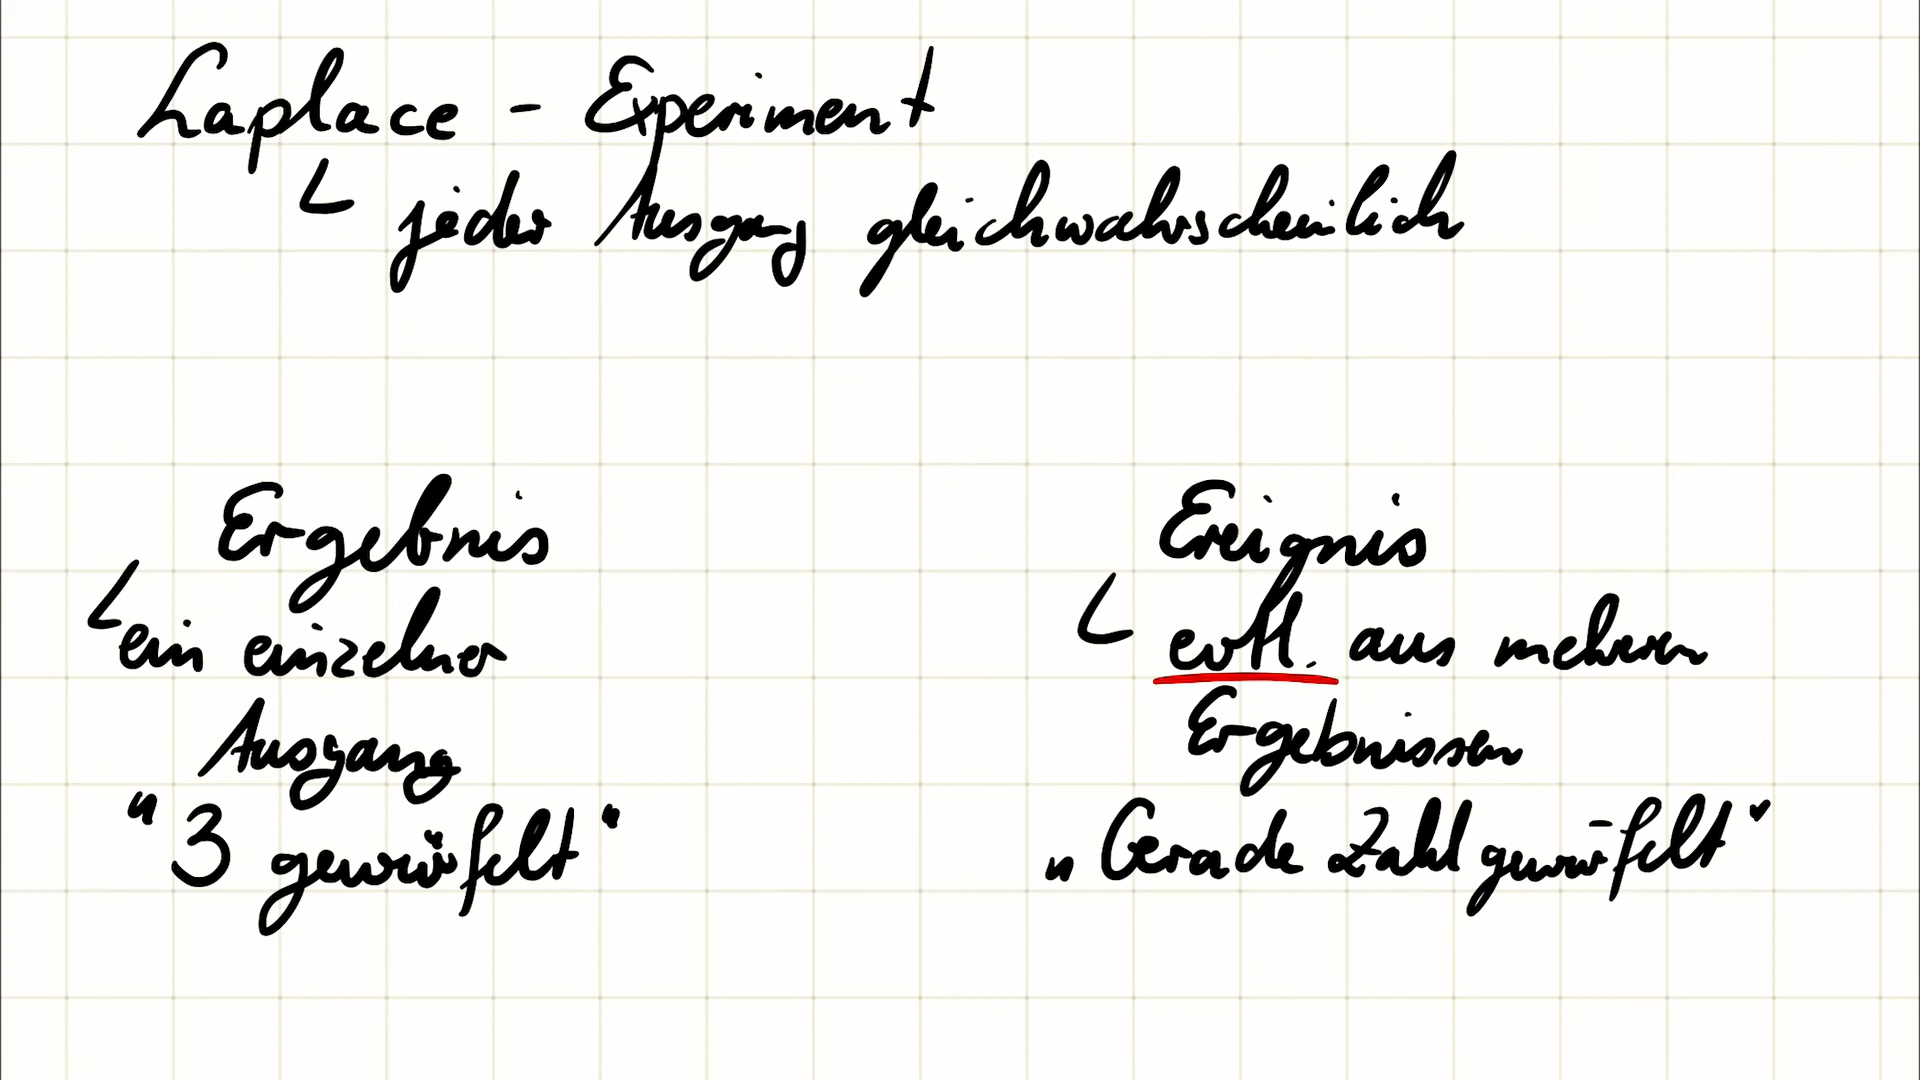 Laplace - Experiment
jeder Ausgang gleichwahrscheinlich
Ergebnis
ein einzelner
Ausgang
"3 gewürfelt"
Ereignis
evtl. aus mehreren
Ergebnissen
„Gerade Zahl gewürfelt"